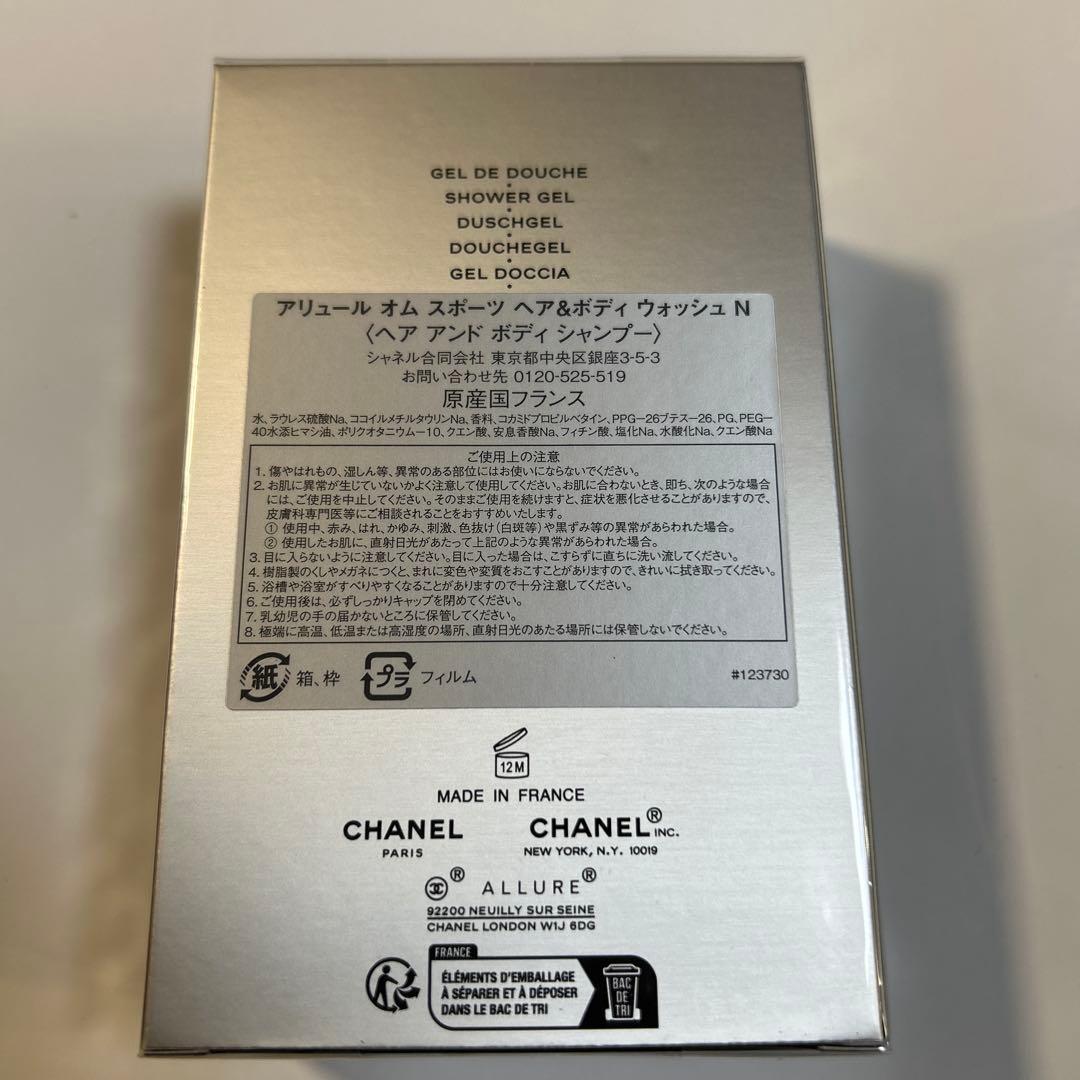 GEL DE DOUCHE
SHOWER GEL
DUSCHGEL
DOUCHEGEL
GEL DOCCIA
アリュール オム スポーツ ヘア&ボディ ウォッシュ N
〈ヘア アンド ボディ シャンプー〉
シャネル合同会社 東京都中央区銀座3-5-3
お問い合わせ先 0120-525-519
原産国フランス
水、ラウレス硫酸Na、ココイルメチルタウリンNa、香料、コカミドプロピルベタイン、PPG-26ブテス-26、PG、PEG-
40水添ヒマシ油、ポリクオタニウム-10、クエン酸、安息香酸Na、フィチン酸、塩化Na、水酸化Na、クエン酸Na
ご使用上の注意
1. 傷やはれもの、湿しん等、異常のある部位にはお使いにならないでください。
2. お肌に異常が生じていないかよく注意して使用してください。お肌に合わないとき、即ち、次のような場合
には、ご使用を中止してください。そのままご使用を続けますと、症状を悪化させることがありますので、
皮膚科専門医等にご相談されることをおすすめいたします。
① 使用中、赤み、はれ、かゆみ、刺激、色抜け(白斑等)や黒ずみ等の異常があらわれた場合。
② 使用したお肌に、直射日光があたって上記のような異常があらわれた場合。
3. 目に入らないように注意してください。目に入った場合は、こすらずに直ちに洗い流してください。
4. 樹脂製のくしやメガネにつくと、まれに変色や変質をおこすことがありますので、きれいに拭き取ってください。
5. 浴槽や浴室がすべりやすくなることがありますので十分注意してください。
6. ご使用後は、必ずしっかりキャップを閉めてください。
7. 乳幼児の手の届かないところに保管してください。
8. 極端に高温、低温または高湿度の場所、直射日光のあたる場所には保管しないでください。
紙 箱、枠 プラ フィルム #123730
12M
MADE IN FRANCE
CHANEL CHANEL® INC.
PARIS NEW YORK, N.Y. 10019
® ALLURE®
92200 NEUILLY SUR SEINE
CHANEL LONDON W1J 6DG
FRANCE
ÉLÉMENTS D'EMBALLAGE
À SÉPARER ET À DÉPOSER
DANS LE BAC DE TRI
BAC
DE
TRI